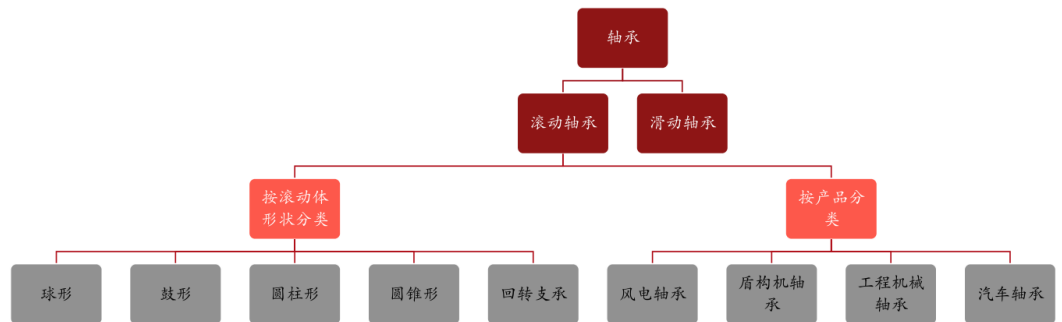 轴承
滚动轴承
滑动轴承
按滚动体
形状分类
按产品分
类
球形
鼓形
圆柱形
圆锥形
回转支承
风电轴承
盾构机轴
承
工程机械
轴承
汽车轴承